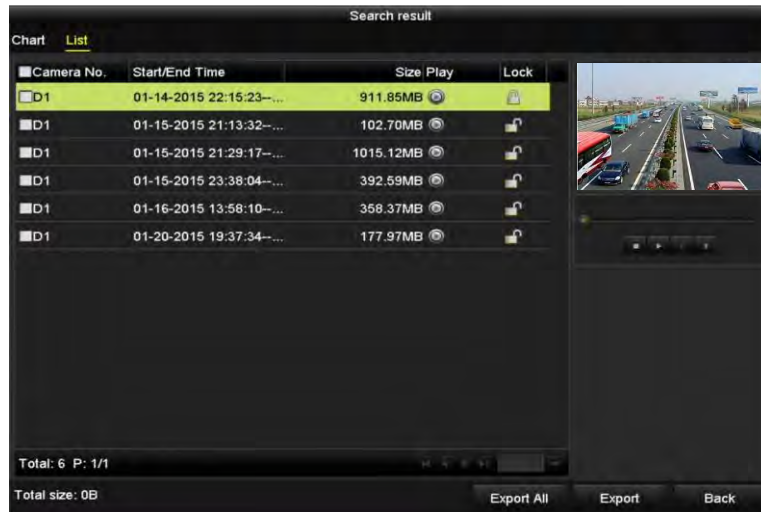 Search result
Chart List
Camera No. Start/End Time Size Play Lock
D1 01-14-2015 22:15:23--... 911.85MB
D1 01-15-2015 21:13:32--... 102.70MB
D1 01-15-2015 21:29:17--... 1015.12MB
D1 01-15-2015 23:38:04--... 392.59MB
D1 01-16-2015 13:58:10--... 358.37MB
D1 01-20-2015 19:37:34--... 177.97MB
Total: 6 P: 1/1
Total size: 0B
Export All Export Back